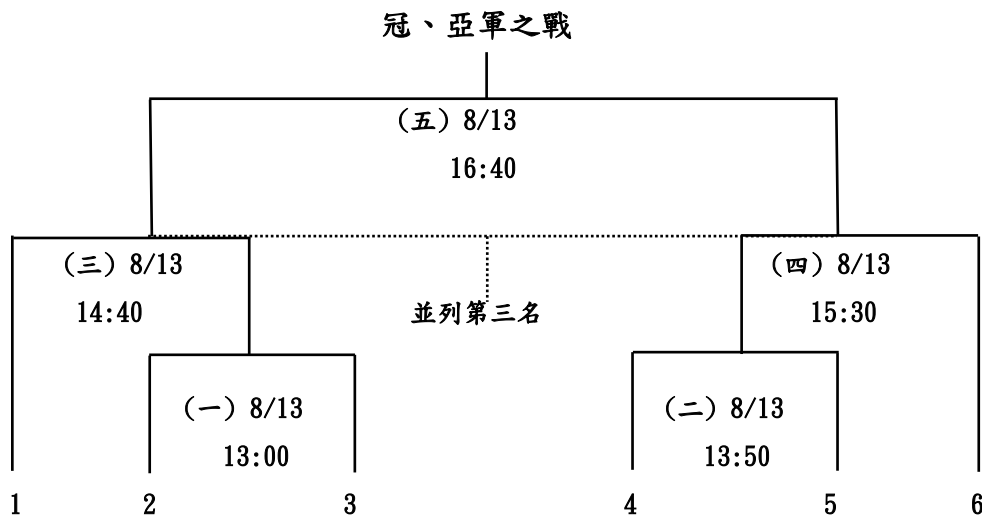 冠、亞軍之戰
（五）8/13
16:40
（三）8/13
14:40
（四）8/13
15:30
並列第三名
（一）8/13
13:00
（二）8/13
13:50
1 2 3 4 5 6